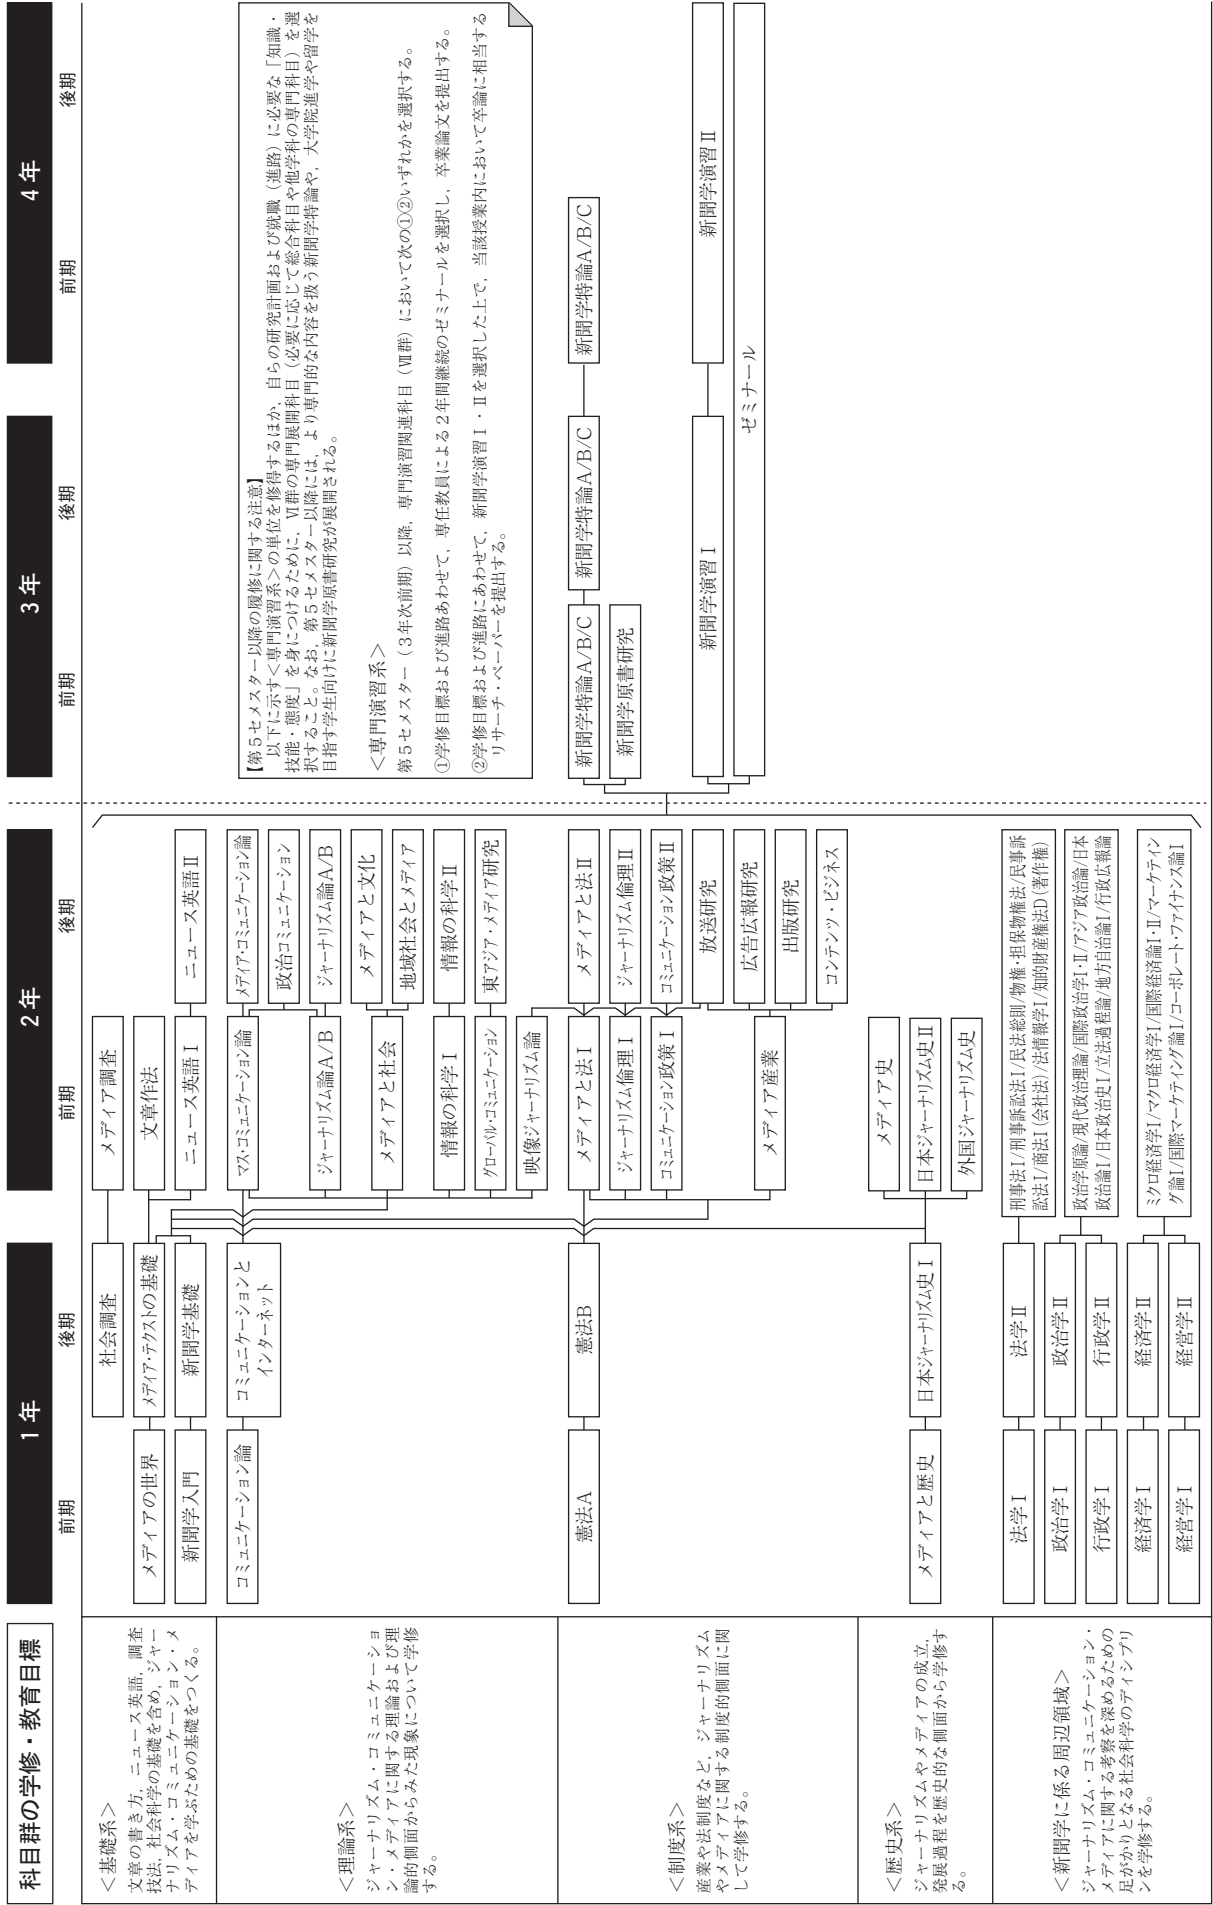 科目群の学修・教育目標
1年
2年
3年
4年
前期
後期
前期
後期
前期
後期
前期
後期
＜基礎系＞
文章の書き方，ニュース英語，調査
技法，社会科学の基礎を含め，ジャー
ナリズム・コミュニケーション・メ
ディアを学ぶための基礎をつくる。
社会調査
メディア調査
メディアの世界
メディア・テクストの基礎
文章作法
新聞学入門
新聞学基礎
ニュース英語Ⅰ
ニュース英語Ⅱ
＜理論系＞
ジャーナリズム・コミュニケーショ
ン・メディアに関する理論および理
論的側面からみた現象について学修
する。
コミュニケーション論
コミュニケーションと
インターネット
マス・コミュニケーション論
メディア・コミュニケーション論
政治コミュニケーション
ジャーナリズム論A/B
ジャーナリズム論A/B
メディアと社会
メディアと文化
地域社会とメディア
情報の科学Ⅰ
情報の科学Ⅱ
グローバル・コミュニケーション
東アジア・メディア研究
映像ジャーナリズム論
＜制度系＞
産業や法制度など，ジャーナリズム
やメディアに関する制度的側面に関
して学修する。
憲法A
憲法B
メディアと法Ⅰ
メディアと法Ⅱ
ジャーナリズム倫理Ⅰ
ジャーナリズム倫理Ⅱ
コミュニケーション政策Ⅰ
コミュニケーション政策Ⅱ
放送研究
メディア産業
広告広報研究
出版研究
コンテンツ・ビジネス
＜歴史系＞
ジャーナリズムやメディアの成立，
発展過程を歴史的な側面から学修す
る。
メディアと歴史
日本ジャーナリズム史Ⅰ
メディア史
日本ジャーナリズム史Ⅱ
外国ジャーナリズム史
＜新聞学に係る周辺領域＞
ジャーナリズム・コミュニケーション・
メディアに関する考察を深めるための
足がかりとなる社会科学のディシプリ
ンを学修する。
法学Ⅰ
法学Ⅱ
刑事法Ⅰ/刑事訴訟法Ⅰ/民法総則/物権・担保物権法/民事訴
訟法Ⅰ/商法Ⅰ(会社法)/法情報学Ⅰ/知的財産権法D(著作権)
政治学Ⅰ
政治学Ⅱ
行政学Ⅰ
行政学Ⅱ
政治学原論/現代政治理論/国際政治学Ⅰ・Ⅱ/アジア政治論/日本
政治論Ⅰ/日本政治史Ⅰ/立法過程論/地方自治論Ⅰ/行政広報論
経済学Ⅰ
経済学Ⅱ
経営学Ⅰ
経営学Ⅱ
ミクロ経済学Ⅰ/マクロ経済学Ⅰ/国際経済論Ⅰ・Ⅱ/マーケティン
グ論Ⅰ/国際マーケティング論Ⅰ/コーポレート・ファイナンス論Ⅰ
【第５セメスター以降の履修に関する注意】
以下に示す＜専門演習系＞の単位を修得するほか，自らの研究計画および就職（進路）に必要な「知識・
技能・態度」を身につけるために，Ⅵ群の専門展開科目（必要に応じて総合科目や他学科の専門科目）を選
択すること。なお，第５セメスター以降には，より専門的な内容を扱う新聞学特論や，大学院進学や留学を
目指す学生向けに新聞学原書研究が展開される。
＜専門演習系＞
第５セメスター（３年次前期）以降，専門演習関連科目（Ⅶ群）において次の①②いずれかを選択する。
①学修目標および進路あわせて，専任教員による２年間継続のゼミナールを選択し，卒業論文を提出する。
②学修目標および進路にあわせて，新聞学演習Ⅰ・Ⅱを選択した上で，当該授業内において卒論に相当する
リサーチ・ペーパーを提出する。
新聞学特論A/B/C
新聞学特論A/B/C
新聞学特論A/B/C
新聞学原書研究
新聞学演習Ⅰ
新聞学演習Ⅱ
ゼミナール